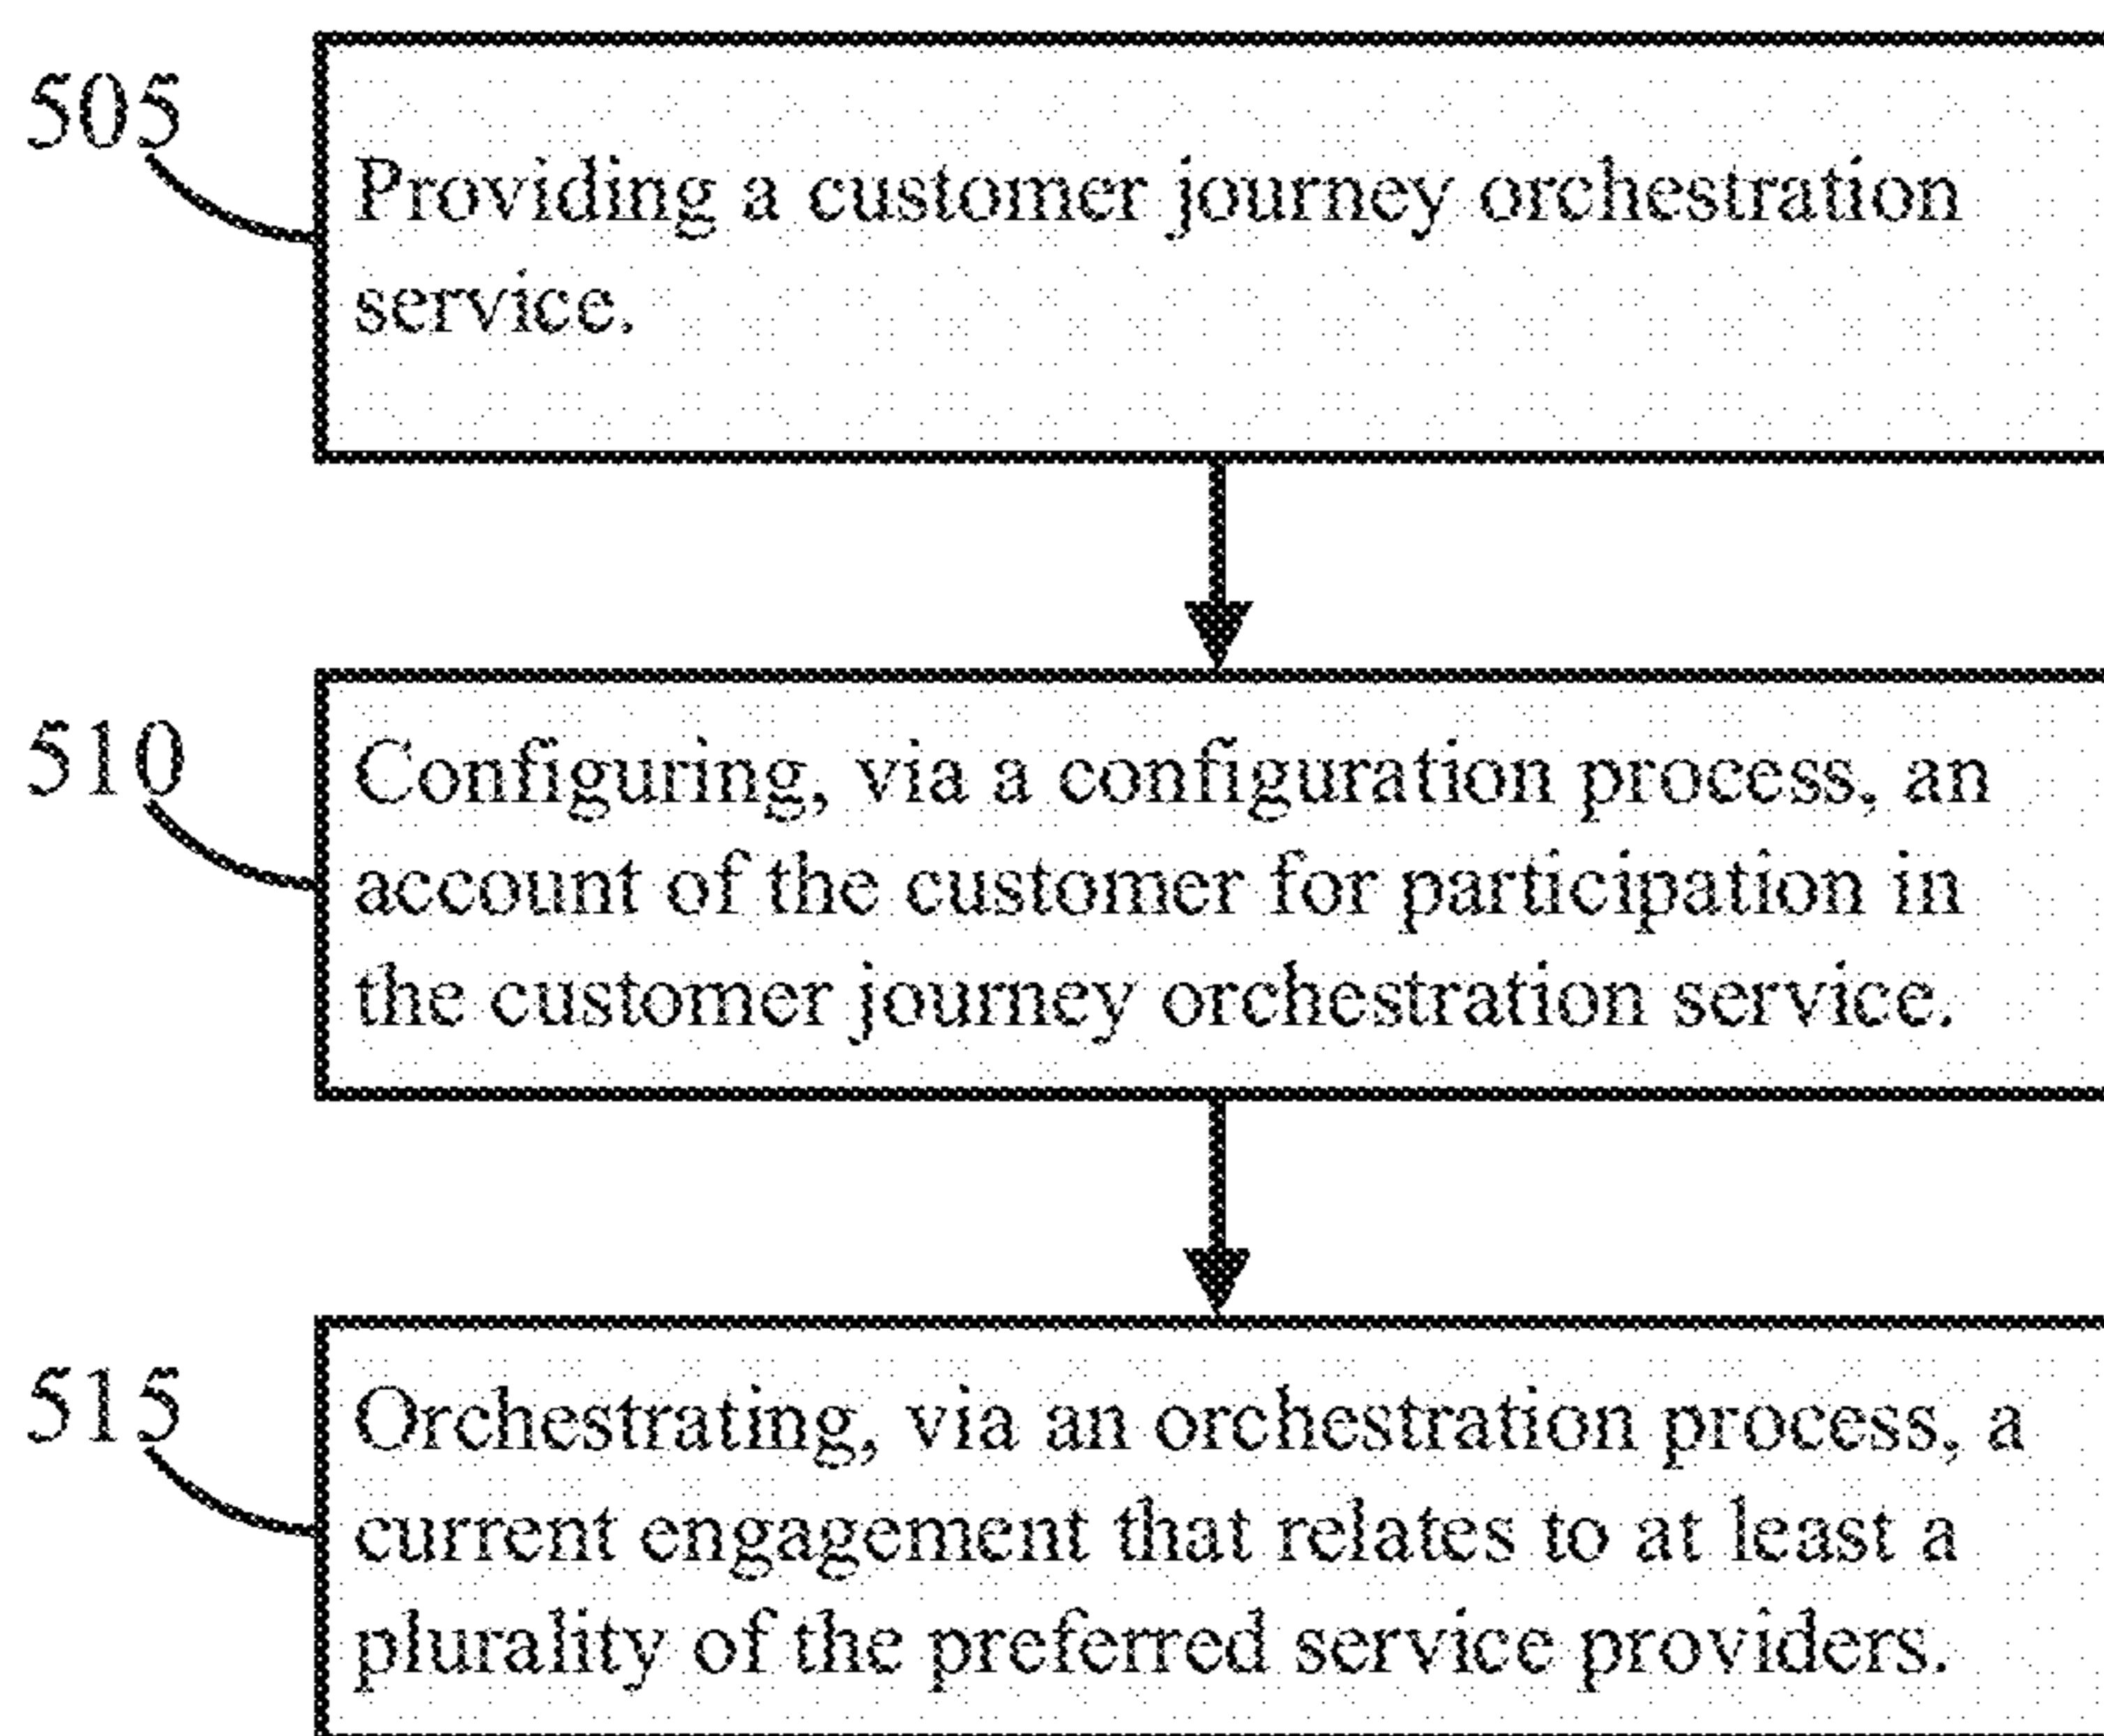 505
Providing a customer journey orchestration
service.
510
Configuring, via a configuration process, an
account of the customer for participation in
the customer journey orchestration service.
515
Orchestrating, via an orchestration process, a
current engagement that relates to at least a
plurality of the preferred service providers.